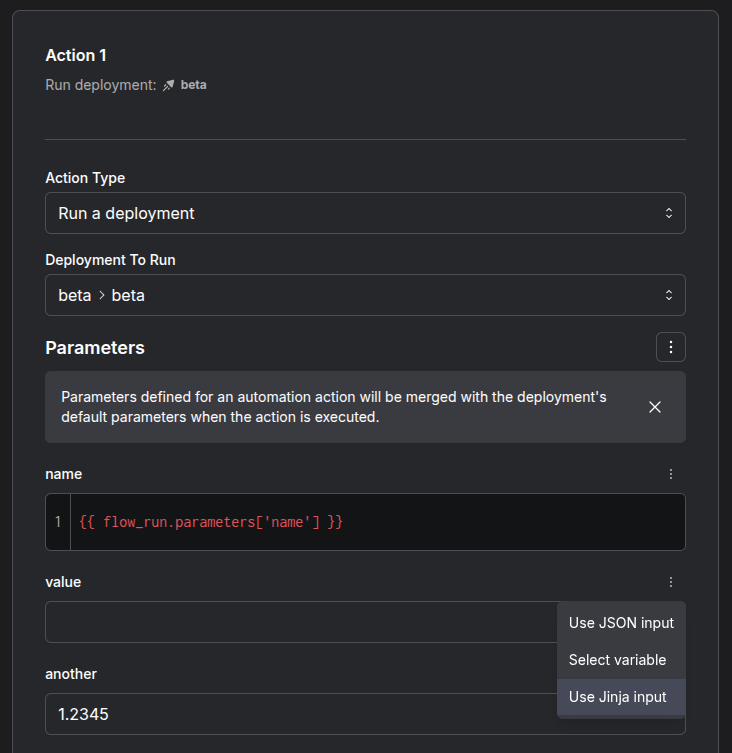 Action 1
Run deployment: beta
Action Type
Run a deployment
Deployment To Run
beta > beta
Parameters
Parameters defined for an automation action will be merged with the deployment's
default parameters when the action is executed.
name
1 {{ flow_run.parameters['name'] }}
value
Use JSON input
Select variable
Use Jinja input
another
1.2345